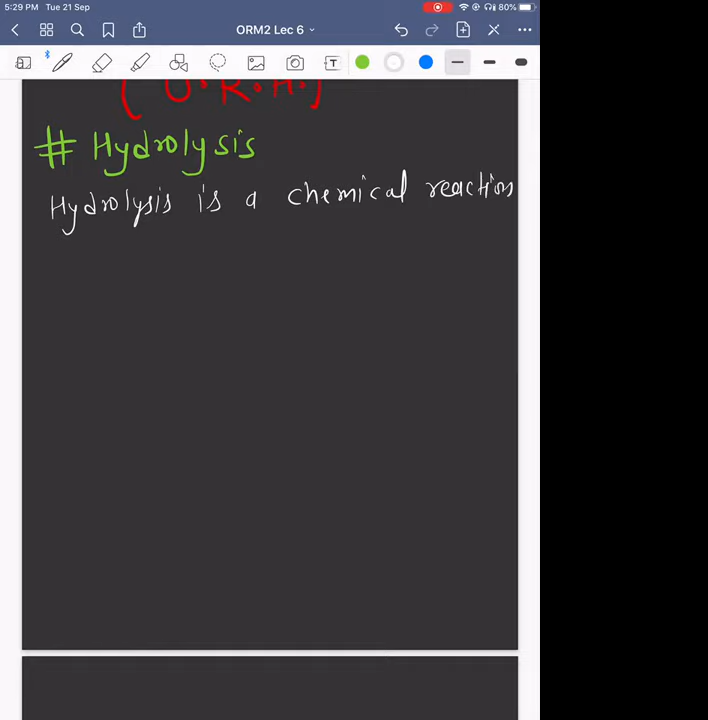 5:29 PM Tue 21 Sep
80%
ORM2 Lec 6
T
(O.R.M.)
# Hydrolysis
Hydrolysis is a chemical reaction